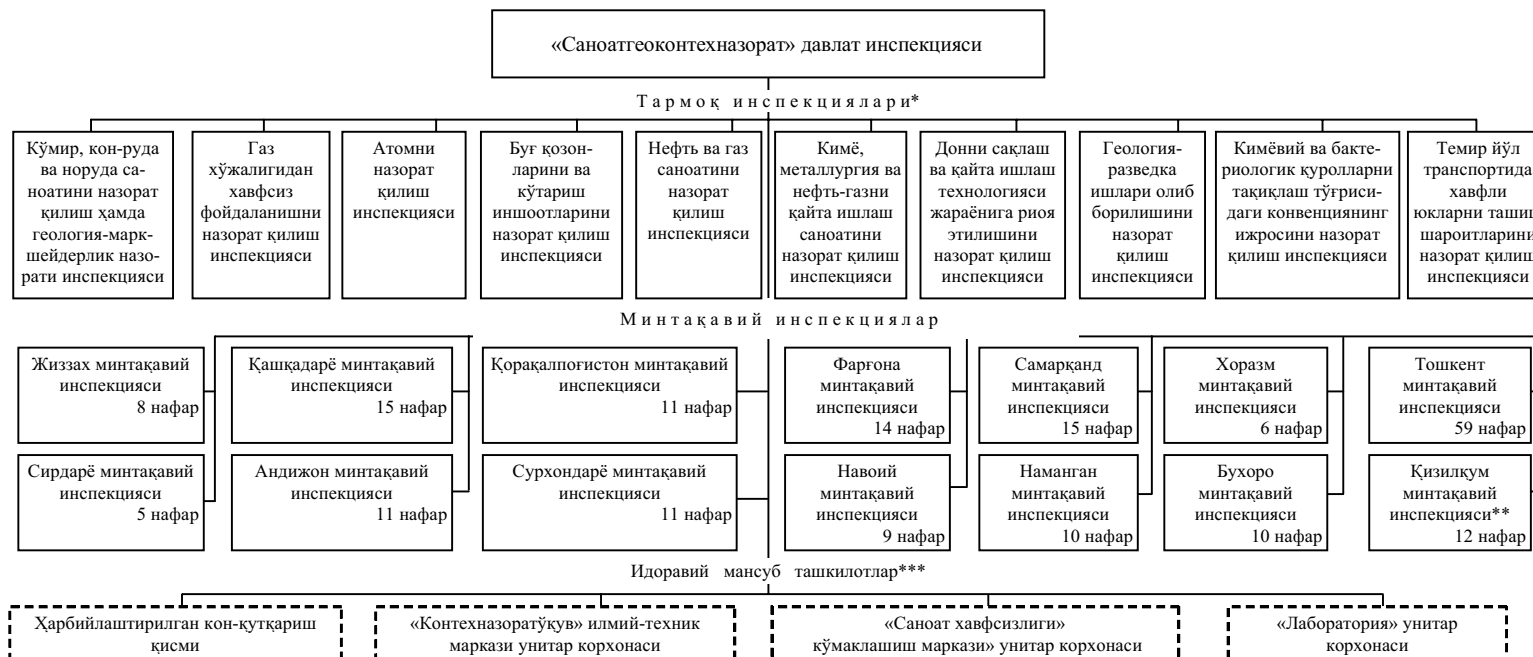 «Саноатгеоконтехназорат» давлат инспекцияси
Тармоқ инспекциялари*
Кўмир, кон-руда
ва норуда са-
ноатини назорат
қилиш ҳамда
геология-марк-
шейдерлик назо-
рати инспекцияси
Газ
хўжалигидан
хавфсиз
фойдаланишни
назорат қилиш
инспекцияси
Атомни
назорат
қилиш
инспекцияси
Буғ қозон-
ларини ва
кўтариш
иншоотларини
назорат қилиш
инспекцияси
Нефть ва газ
саноатини
назорат
қилиш
инспекцияси
Кимё,
металлургия ва
нефть-газни
қайта ишлаш
саноатини
назорат қилиш
инспекцияси
Донни сақлаш
ва қайта ишлаш
технологияси
жараёнига риоя
этилишини
назорат қилиш
инспекцияси
Геология-
разведка
ишлари олиб
борилишини
назорат
қилиш
инспекцияси
Кимёвий ва бакте-
риологик қуролларни
тақиқлаш тўғриси-
даги конвенциянинг
ижросини назорат
қилиш инспекцияси
Темир йўл
транспортида
хавфли
юкларни ташиш
шароитларини
назорат қилиш
инспекцияси
Минтақавий инспекциялар
Жиззах минтақавий
инспекцияси
8 нафар
Қашқадарё минтақавий
инспекцияси
15 нафар
Қорақалпоғистон минтақавий
инспекцияси
11 нафар
Фарғона
минтақавий
инспекцияси
14 нафар
Самарқанд
минтақавий
инспекцияси
15 нафар
Хоразм
минтақавий
инспекцияси
6 нафар
Тошкент
минтақавий
инспекцияси
59 нафар
Сирдарё минтақавий
инспекцияси
5 нафар
Андижон минтақавий
инспекцияси
11 нафар
Сурхондарё минтақавий
инспекцияси
11 нафар
Навоий
минтақавий
инспекцияси
9 нафар
Наманган
минтақавий
инспекцияси
10 нафар
Бухоро
минтақавий
инспекцияси
10 нафар
Қизилқум
минтақавий
инспекцияси**
12 нафар
Идоравий мансуб ташкилотлар***
Ҳарбийлаштирилган кон-қутқариш
қисми
«Контехназоратўқув» илмий-техник
маркази унитар корхонаси
«Саноат хавфсизлиги»
кўмаклашиш маркази» унитар корхонаси
«Лаборатория» унитар
корхонаси